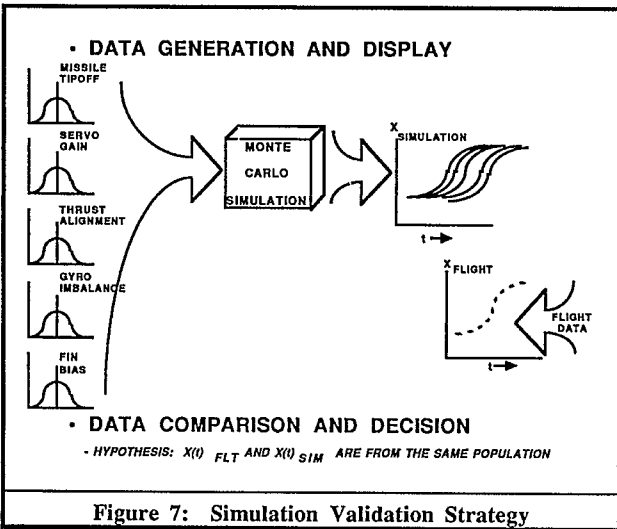 • DATA GENERATION AND DISPLAY
MISSILE
TIPOFF
SERVO
GAIN
THRUST
ALIGNMENT
GYRO
IMBALANCE
FIN
BIAS
MONTE
CARLO
SIMULATION
X SIMULATION
t
X FLIGHT
t
FLIGHT
DATA
• DATA COMPARISON AND DECISION
- HYPOTHESIS: X(t) FLT AND X(t) SIM ARE FROM THE SAME POPULATION
Figure 7: Simulation Validation Strategy